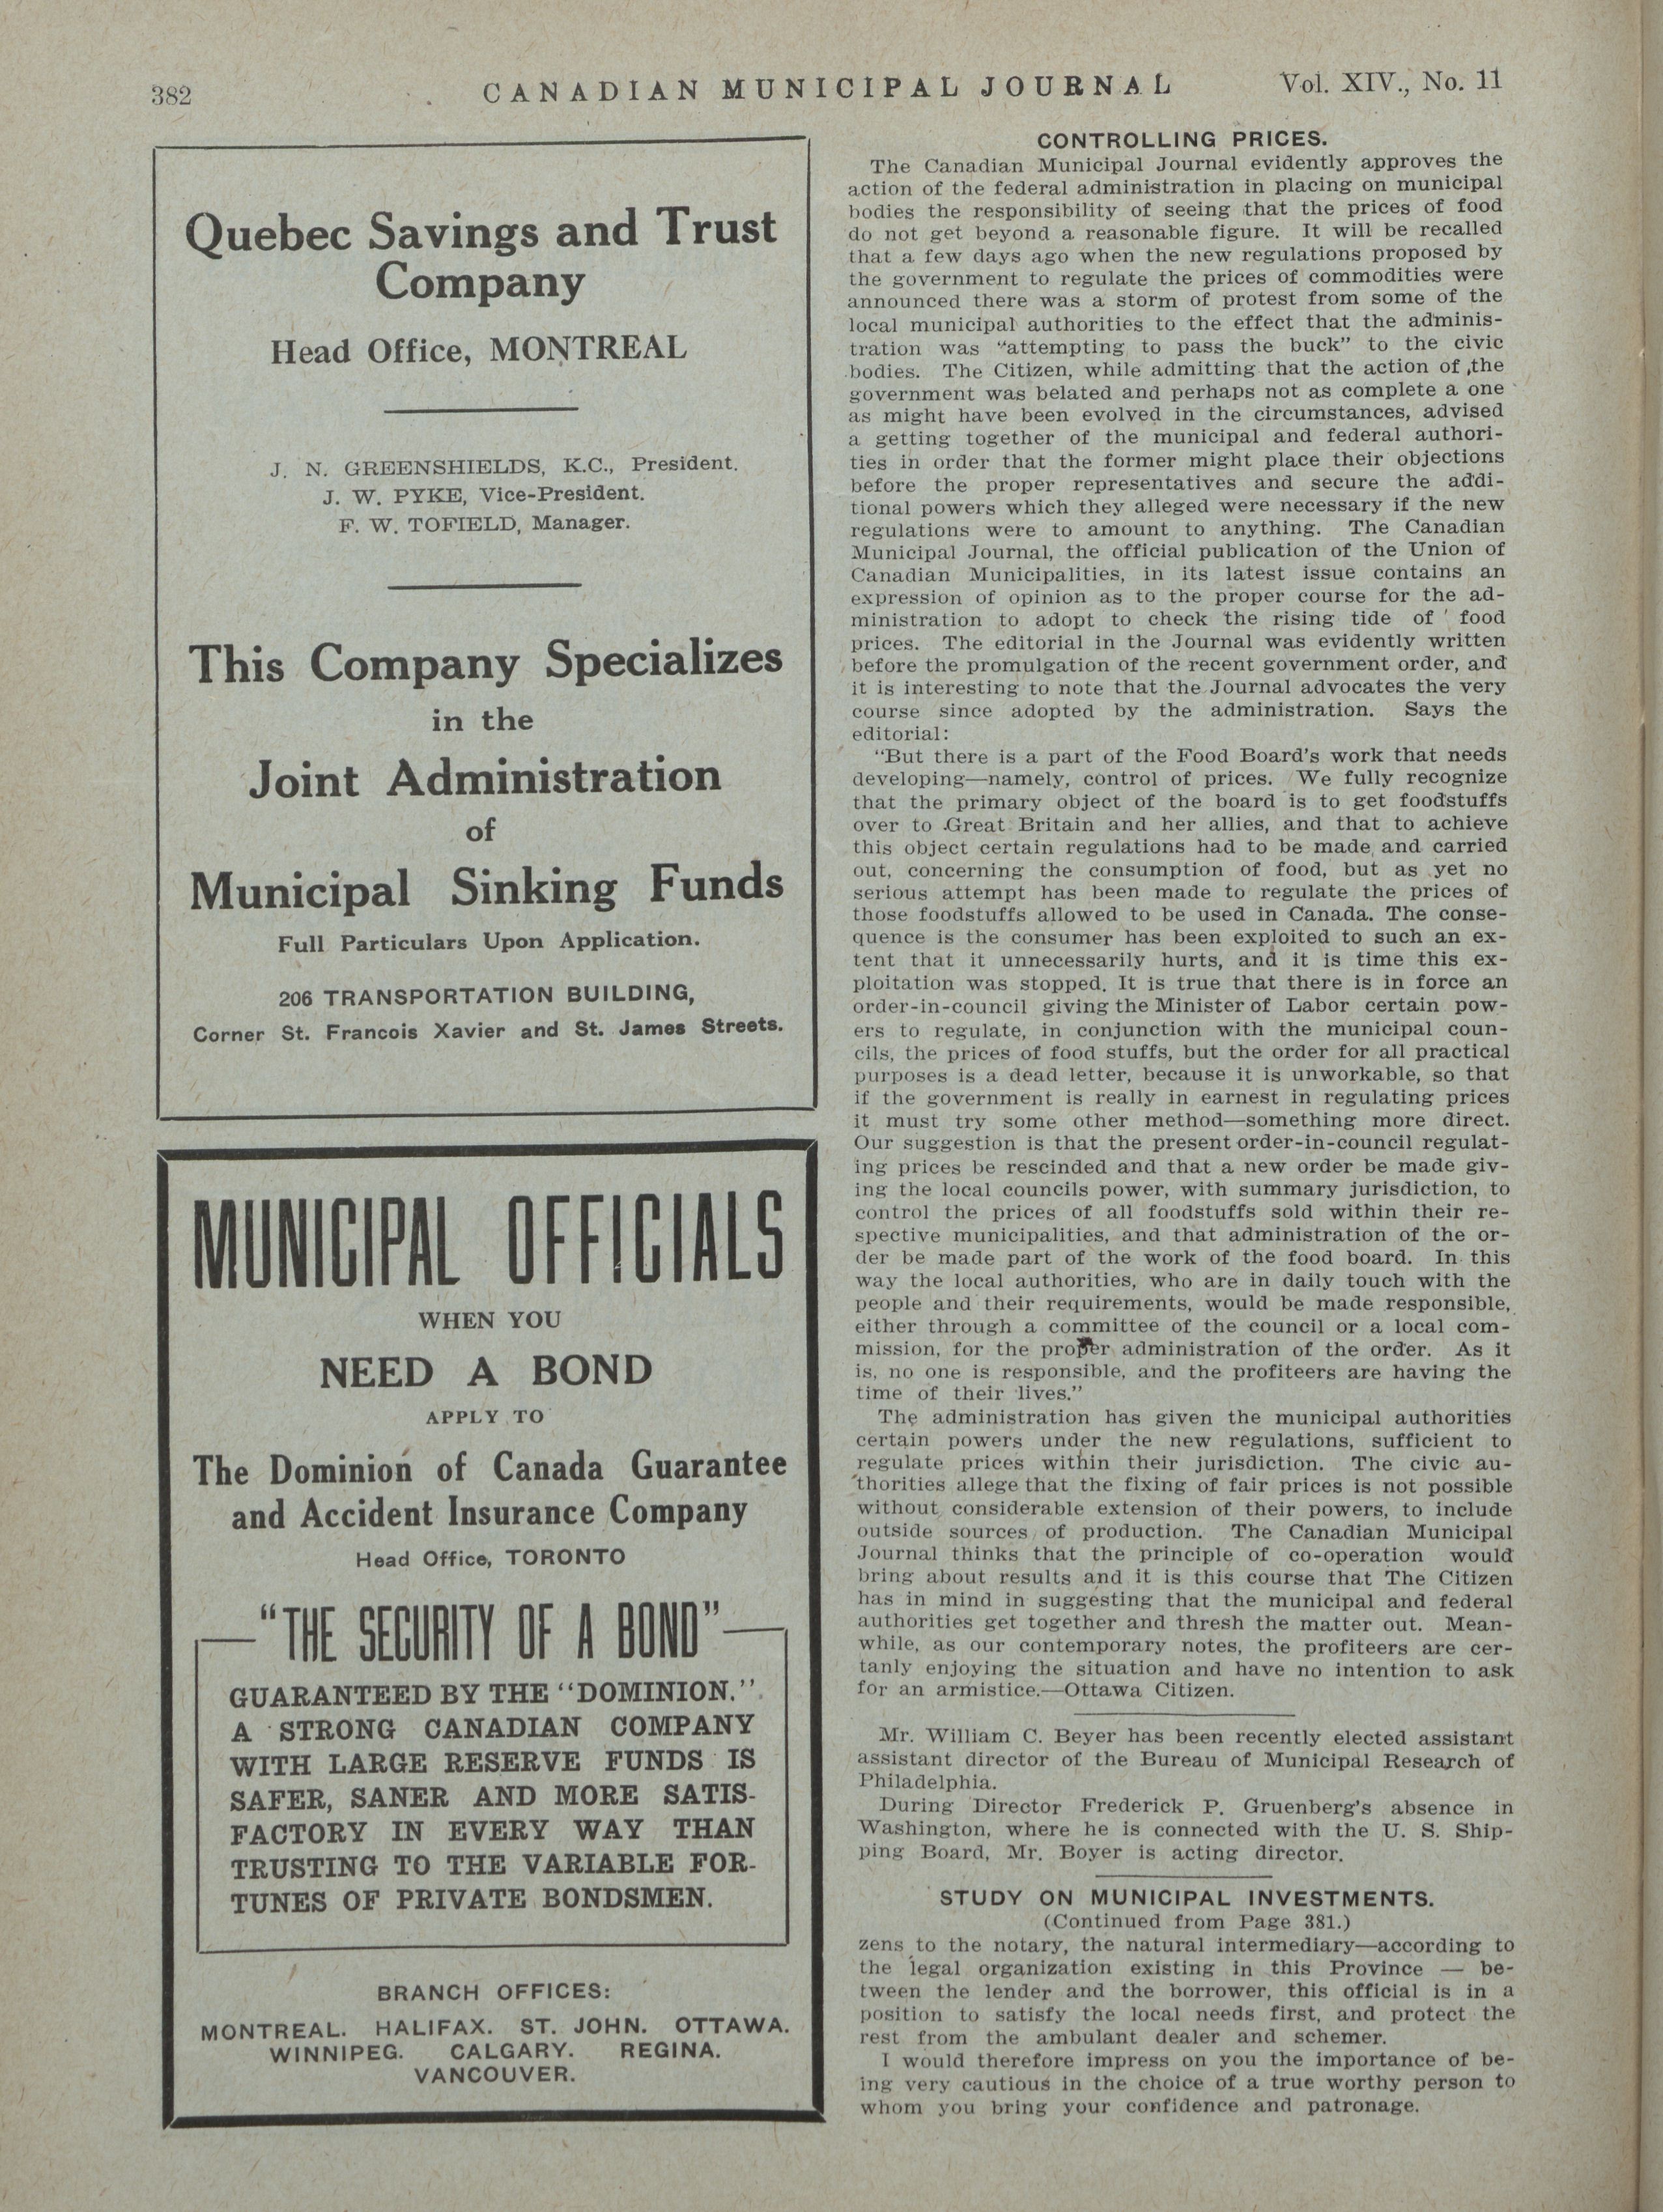 382
CANADIAN MUNICIPAL JOURNAL
Vol. XIV., No. 11
Quebec Savings and Trust
Company
Head Office, MONTREAL
J. N. GREENSHIELDS, K.C., President.
J. W. PYKE, Vice-President.
F. W. TOFIELD, Manager.
This Company Specializes
in the
Joint Administration
of
Municipal Sinking Funds
Full Particulars Upon Application.
206 TRANSPORTATION BUILDING,
Corner St. Francois Xavier and St. James Streets.
MUNICIPAL OFFICIALS
WHEN YOU
NEED A BOND
APPLY TO
The Dominion of Canada Guarantee
and Accident Insurance Company
Head Office, TORONTO
"THE SECURITY OF A BOND"
GUARANTEED BY THE "DOMINION."
A STRONG CANADIAN COMPANY
WITH LARGE RESERVE FUNDS IS
SAFER, SANER AND MORE SATIS-
FACTORY IN EVERY WAY THAN
TRUSTING TO THE VARIABLE FOR-
TUNES OF PRIVATE BONDSMEN.
BRANCH OFFICES:
MONTREAL. HALIFAX. ST. JOHN. OTTAWA.
WINNIPEG. CALGARY. REGINA.
VANCOUVER.
CONTROLLING PRICES.
The Canadian Municipal Journal evidently approves the
action of the federal administration in placing on municipal
bodies the responsibility of seeing that the prices of food
do not get beyond a reasonable figure. It will be recalled
that a few days ago when the new regulations proposed by
the government to regulate the prices of commodities were
announced there was a storm of protest from some of the
local municipal authorities to the effect that the adminis-
tration was "attempting to pass the buck" to the civic
bodies. The Citizen, while admitting that the action of the
government was belated and perhaps not as complete a one
as might have been evolved in the circumstances, advised
a getting together of the municipal and federal authori-
ties in order that the former might place their objections
before the proper representatives and secure the addi-
tional powers which they alleged were necessary if the new
regulations were to amount to anything. The Canadian
Municipal Journal, the official publication of the Union of
Canadian Municipalities, in its latest issue contains an
expression of opinion as to the proper course for the ad-
ministration to adopt to check the rising tide of food
prices. The editorial in the Journal was evidently written
before the promulgation of the recent government order, and
it is interesting to note that the Journal advocates the very
course since adopted by the administration. Says the
editorial:
"But there is a part of the Food Board's work that needs
developing—namely, control of prices. We fully recognize
that the primary object of the board is to get foodstuffs
over to Great Britain and her allies, and that to achieve
this object certain regulations had to be made and carried
out, concerning the consumption of food, but as yet no
serious attempt has been made to regulate the prices of
those foodstuffs allowed to be used in Canada. The conse-
quence is the consumer has been exploited to such an ex-
tent that it unnecessarily hurts, and it is time this ex-
ploitation was stopped. It is true that there is in force an
order-in-council giving the Minister of Labor certain pow-
ers to regulate, in conjunction with the municipal coun-
cils, the prices of food stuffs, but the order for all practical
purposes is a dead letter, because it is unworkable, so that
if the government is really in earnest in regulating prices
it must try some other method—something more direct.
Our suggestion is that the present order-in-council regulat-
ing prices be rescinded and that a new order be made giv-
ing the local councils power, with summary jurisdiction, to
control the prices of all foodstuffs sold within their re-
spective municipalities, and that administration of the or-
der be made part of the work of the food board. In this
way the local authorities, who are in daily touch with the
people and their requirements, would be made responsible,
either through a committee of the council or a local com-
mission, for the proper administration of the order. As it
is, no one is responsible, and the profiteers are having the
time of their lives."
The administration has given the municipal authorities
certain powers under the new regulations, sufficient to
regulate prices within their jurisdiction. The civic au-
thorities allege that the fixing of fair prices is not possible
without considerable extension of their powers, to include
outside sources of production. The Canadian Municipal
Journal thinks that the principle of co-operation would
bring about results and it is this course that The Citizen
has in mind in suggesting that the municipal and federal
authorities get together and thresh the matter out. Mean-
while, as our contemporary notes, the profiteers are cer-
tanly enjoying the situation and have no intention to ask
for an armistice.—Ottawa Citizen.
Mr. William C. Beyer has been recently elected assistant
assistant director of the Bureau of Municipal Research of
Philadelphia.
During Director Frederick P. Gruenberg's absence in
Washington, where he is connected with the U. S. Ship-
ping Board, Mr. Boyer is acting director.
STUDY ON MUNICIPAL INVESTMENTS.
(Continued from Page 381.)
zens to the notary, the natural intermediary—according to
the legal organization existing in this Province — be-
tween the lender and the borrower, this official is in a
position to satisfy the local needs first, and protect the
rest from the ambulant dealer and schemer.
I would therefore impress on you the importance of be-
ing very cautious in the choice of a true worthy person to
whom you bring your confidence and patronage.